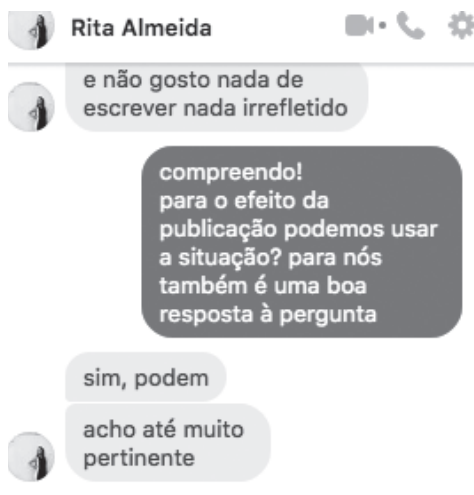 Rita Almeida
e não gosto nada de
escrever nada irrefletido
compreendo!
para o efeito da
publicação podemos usar
a situação? para nós
também é uma boa
resposta à pergunta
sim, podem
acho até muito
pertinente